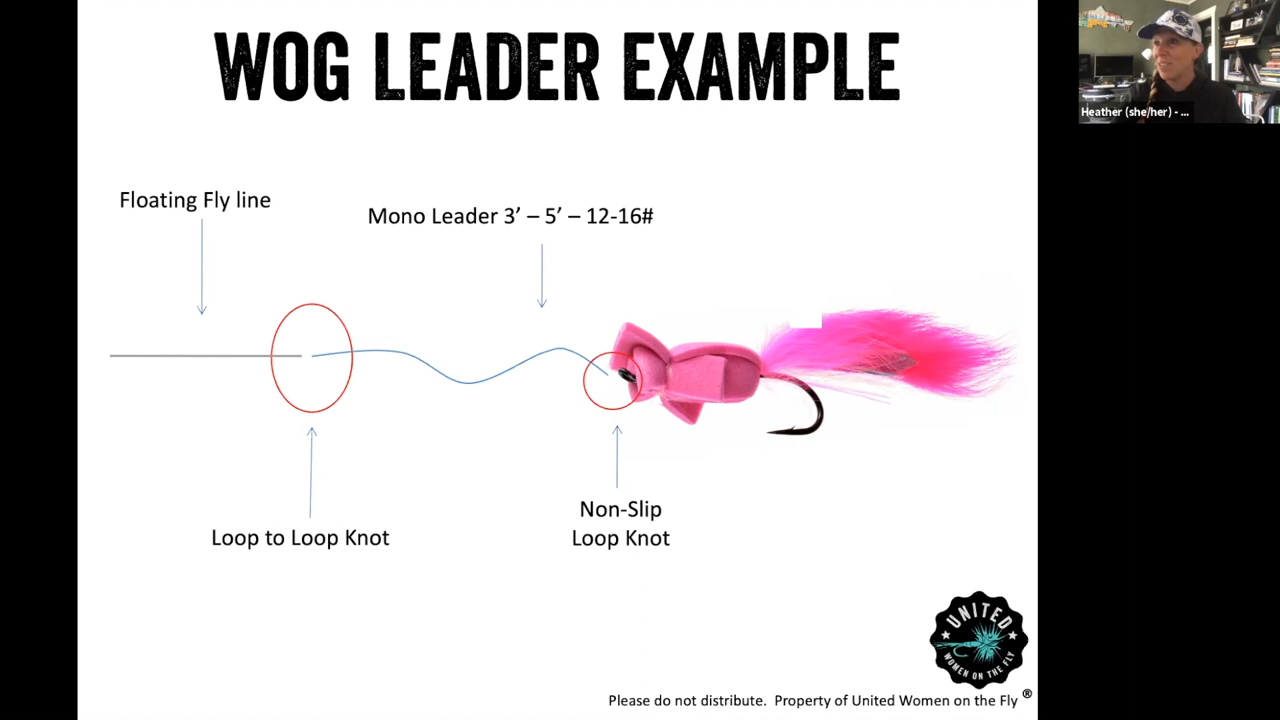 WOG LEADER EXAMPLE
Heather (she/her) - ...
Floating Fly line
Mono Leader 3’ – 5’ – 12-16#
Loop to Loop Knot
Non-Slip
Loop Knot
UNITED
WOMEN ON THE FLY
Please do not distribute. Property of United Women on the Fly ®